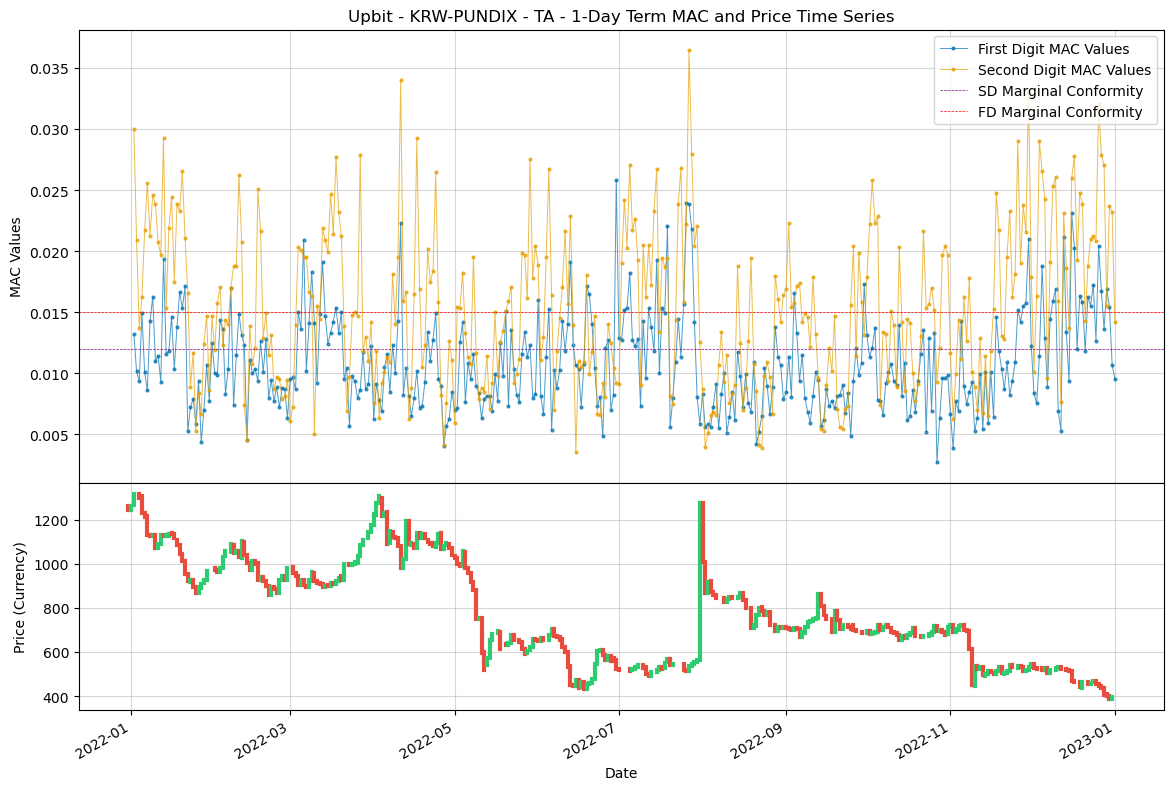 Upbit - KRW-PUNDIX - TA - 1-Day Term MAC and Price Time Series
First Digit MAC Values
Second Digit MAC Values
SD Marginal Conformity
FD Marginal Conformity
MAC Values
0.035
0.030
0.025
0.020
0.015
0.010
0.005
Price (Currency)
1200
1000
800
600
400
2022-01
2022-03
2022-05
2022-07
2022-09
2022-11
2023-01
Date